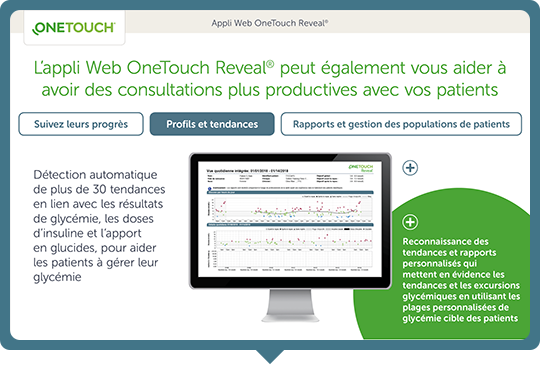 ONETOUCH®
Appli Web OneTouch Reveal®
L'appli Web OneTouch Reveal® peut également vous aider à
avoir des consultations plus productives avec vos patients
Suivez leurs progrès
Profils et tendances
Rapports et gestion des populations de patients
Détection automatique
de plus de 30 tendances
en lien avec les résultats
de glycémie, les doses
d'insuline et l'apport
en glucides, pour aider
les patients à gérer leur
glycémie
ONETOUCH
Reveal
Reconnaissance des
tendances et rapports
personnalisés qui
mettent en évidence les
tendances et les excursions
glycémiques en utilisant les
plages personnalisées de
glycémie cible des patients